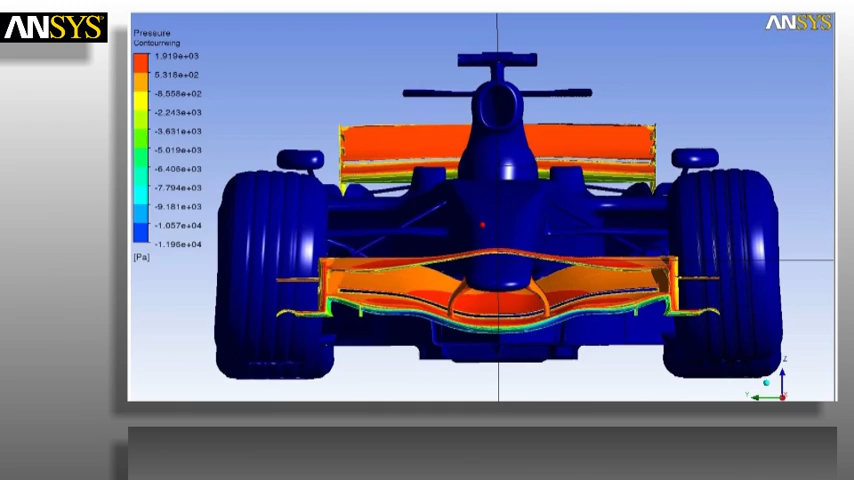 ANSYS
ANSYS
Pressure
Contourwing
1.919e+03
5.318e+02
-8.558e+02
-2.243e+03
-3.631e+03
-5.019e+03
-6.406e+03
-7.794e+03
-9.181e+03
-1.057e+04
-1.196e+04
[Pa]
Z
Y